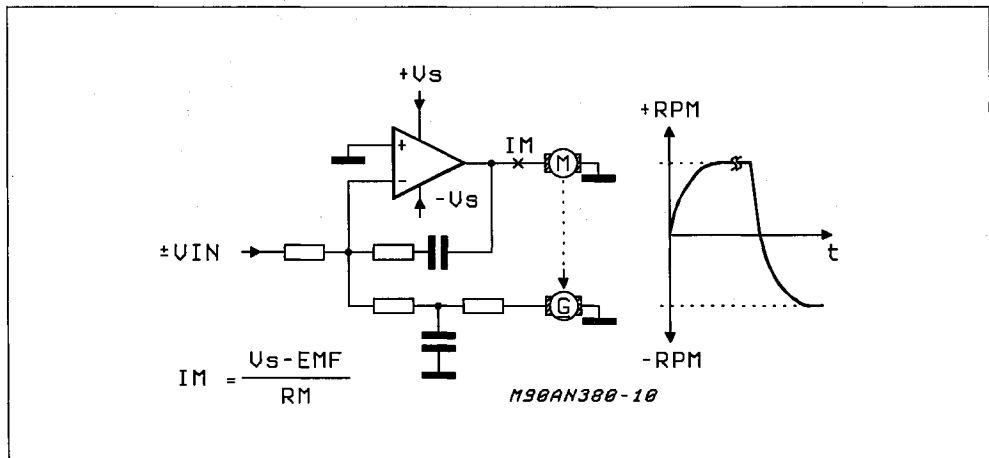 +Vs
+
-
-Vs
IM
M
±VIN
G
IM = Vs-EMF
RM
M90AN380-10
+RPM
t
-RPM